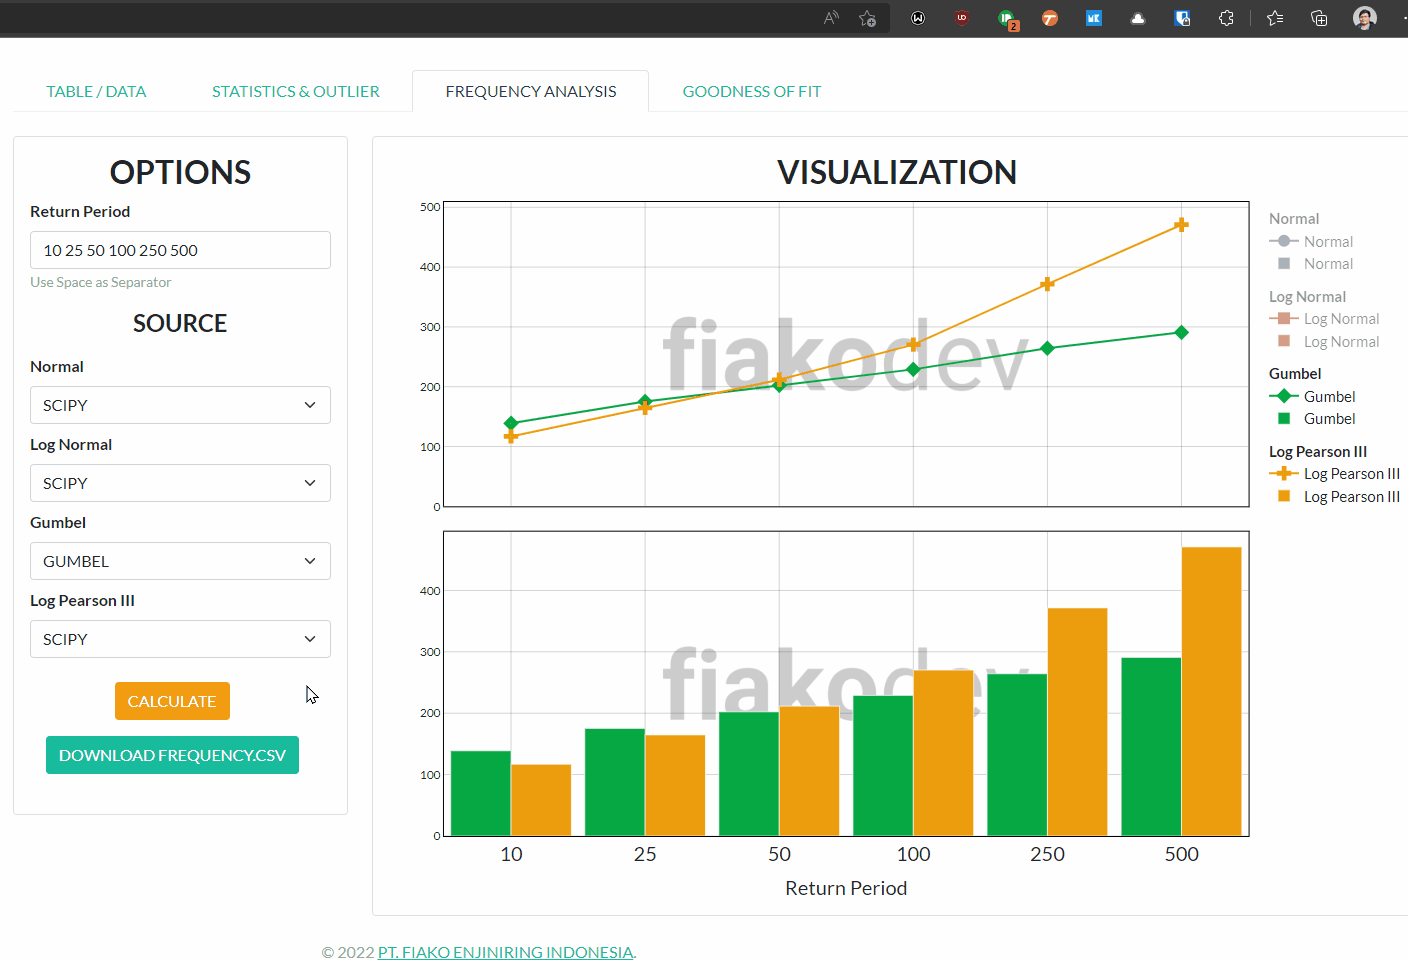 TABLE / DATA
STATISTICS & OUTLIER
FREQUENCY ANALYSIS
GOODNESS OF FIT
OPTIONS
Return Period
10 25 50 100 250 500
Use Space as Separator
SOURCE
Normal
SCIPY
Log Normal
SCIPY
Gumbel
GUMBEL
Log Pearson III
SCIPY
CALCULATE
DOWNLOAD FREQUENCY.CSV
VISUALIZATION
500
400
300
200
100
0
fiakodev
Normal
Normal
Normal
Log Normal
Log Normal
Log Normal
Gumbel
Gumbel
Gumbel
Log Pearson III
Log Pearson III
Log Pearson III
400
300
200
100
0
fiakodev
10 25 50 100 250 500
Return Period
© 2022 PT. FIAKO ENJINIRING INDONESIA.